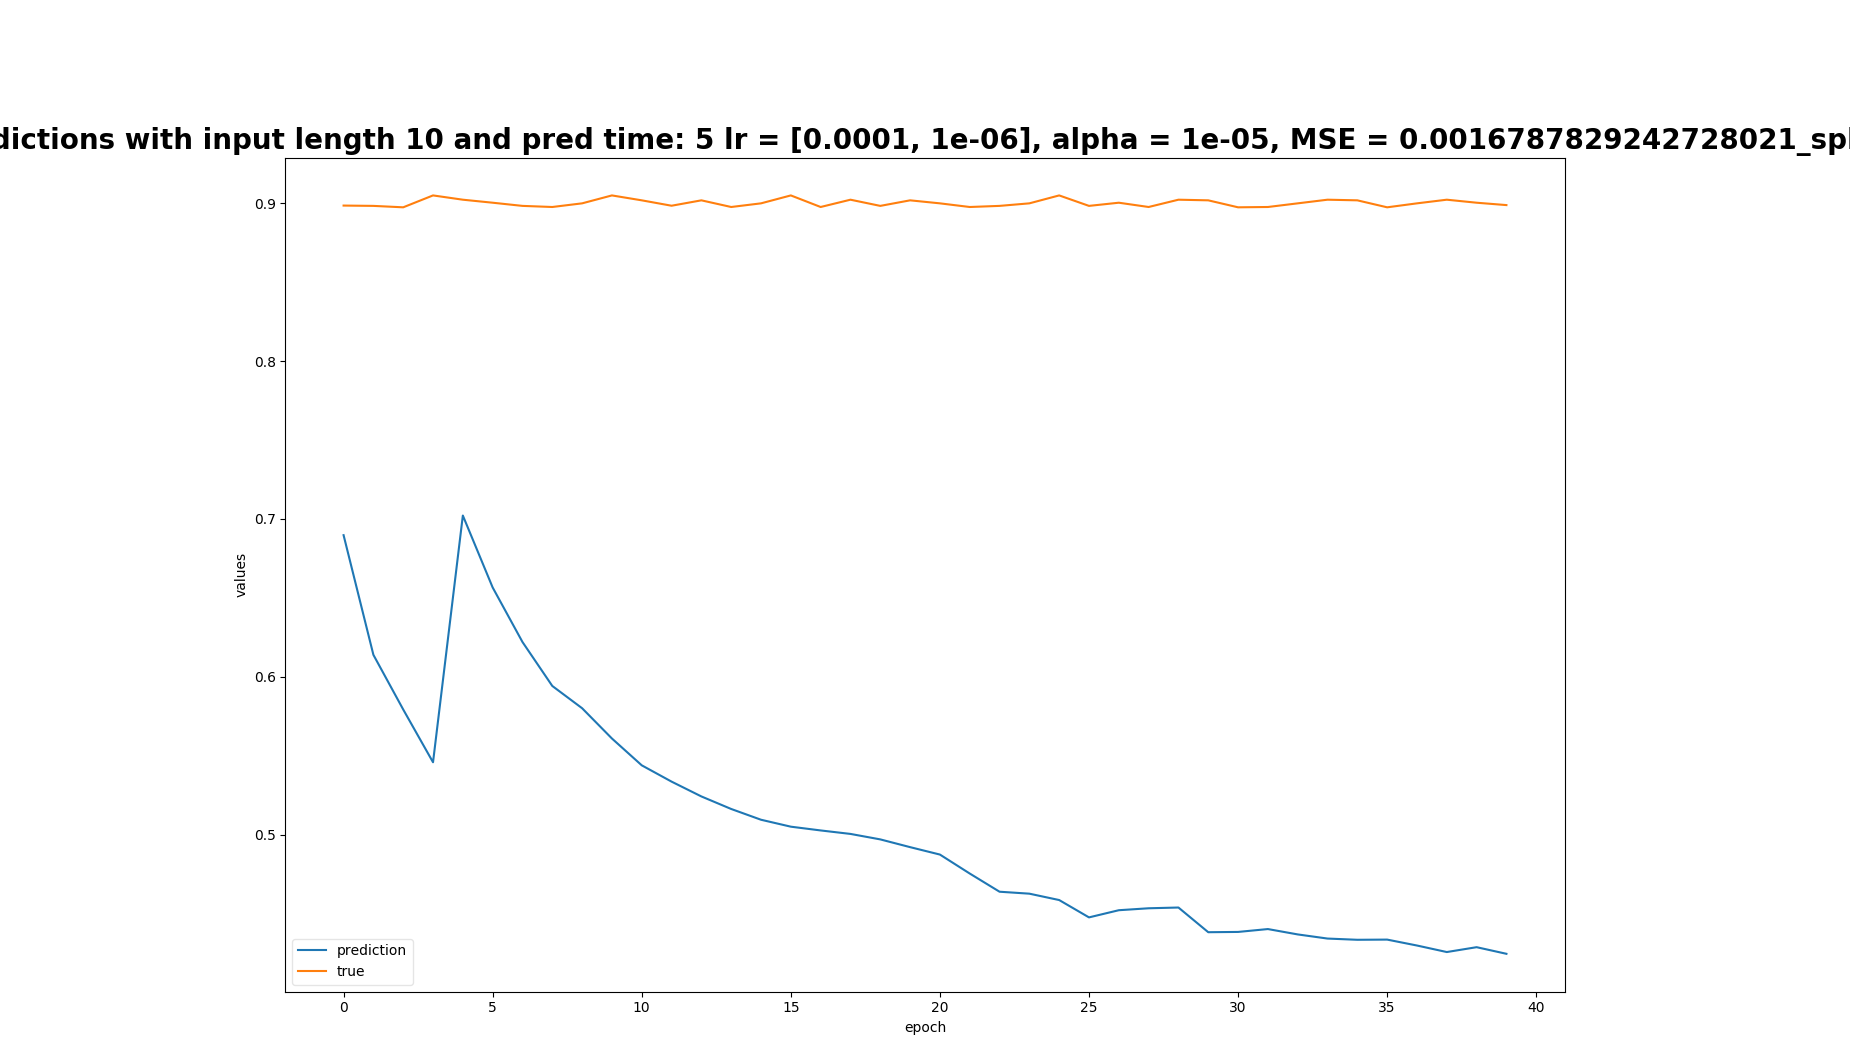 dictions with input length 10 and pred time: 5 lr = [0.0001, 1e-06], alpha = 1e-05, MSE = 0.0016787829242728021_spl
0.9
0.8
0.7
0.6
0.5
values
prediction
true
0 5 10 15 20 25 30 35 40
epoch